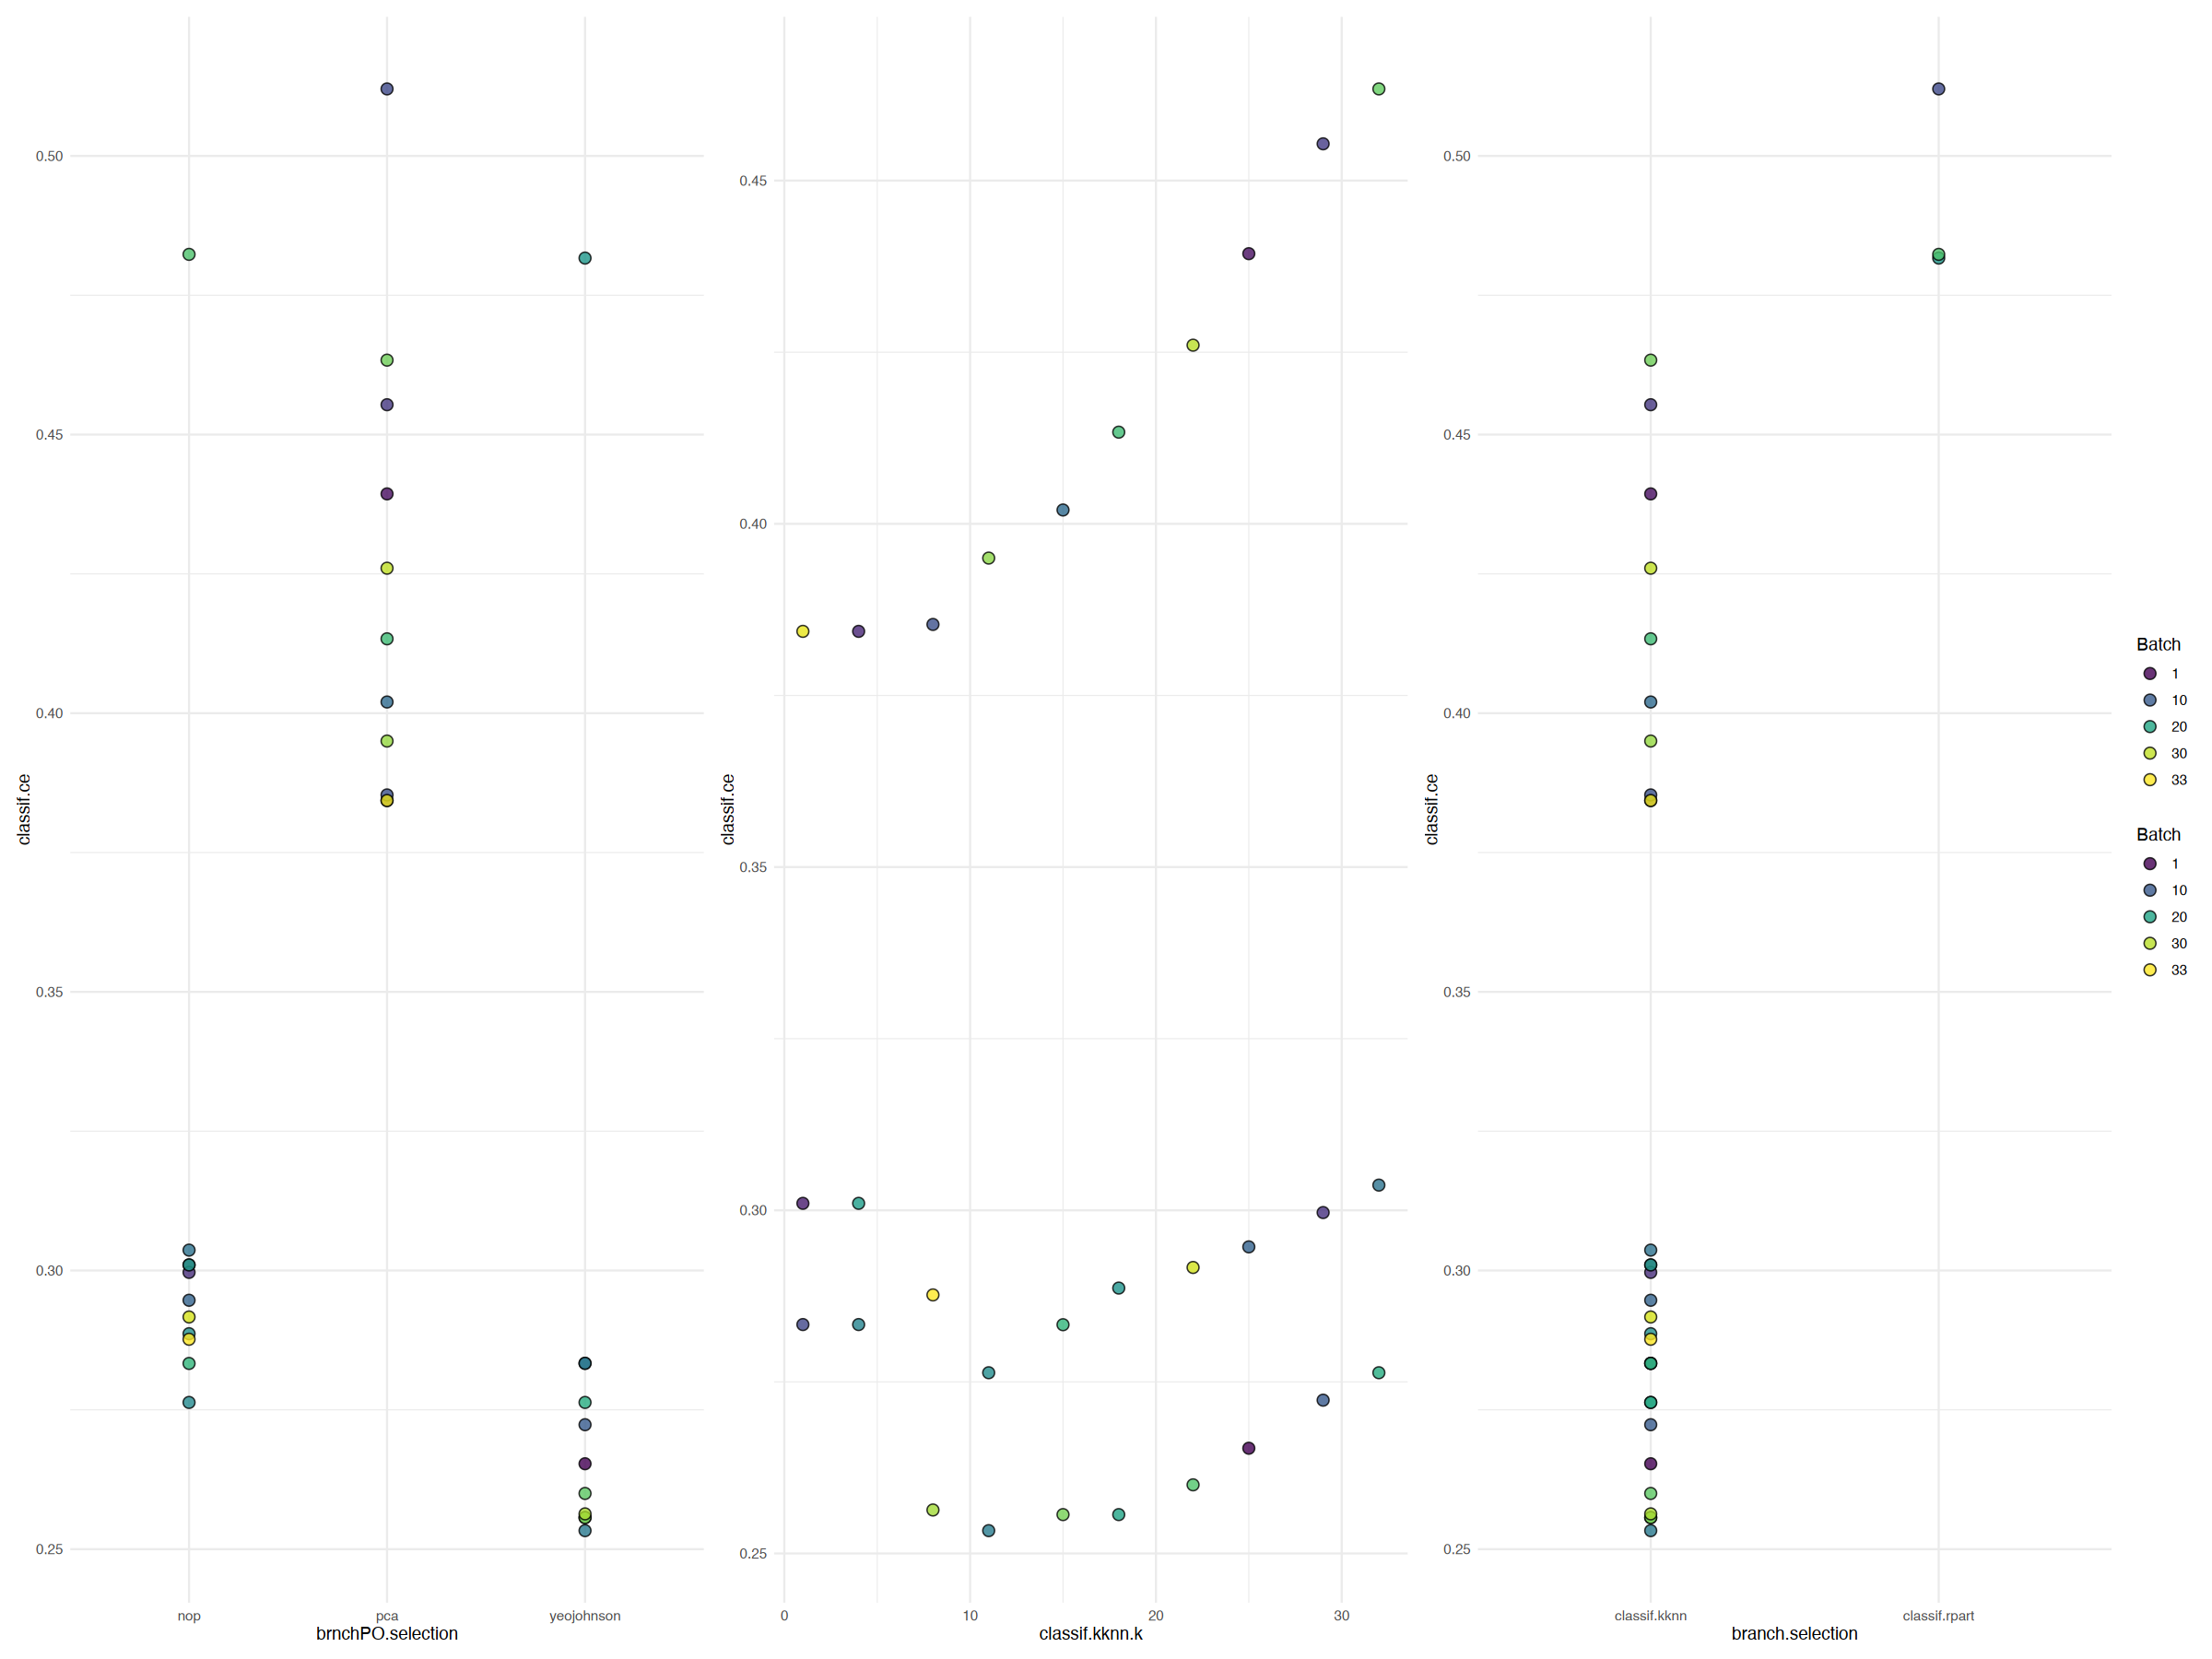 classif.ce
0.50
0.45
0.40
0.35
0.30
0.25
nop pca yeojohnson
brnchPO.selection
classif.ce
0.45
0.40
0.35
0.30
0.25
0 10 20 30
classif.kknn.k
classif.ce
0.50
0.45
0.40
0.35
0.30
0.25
classif.kknn classif.rpart
branch.selection
Batch
1
10
20
30
33
Batch
1
10
20
30
33